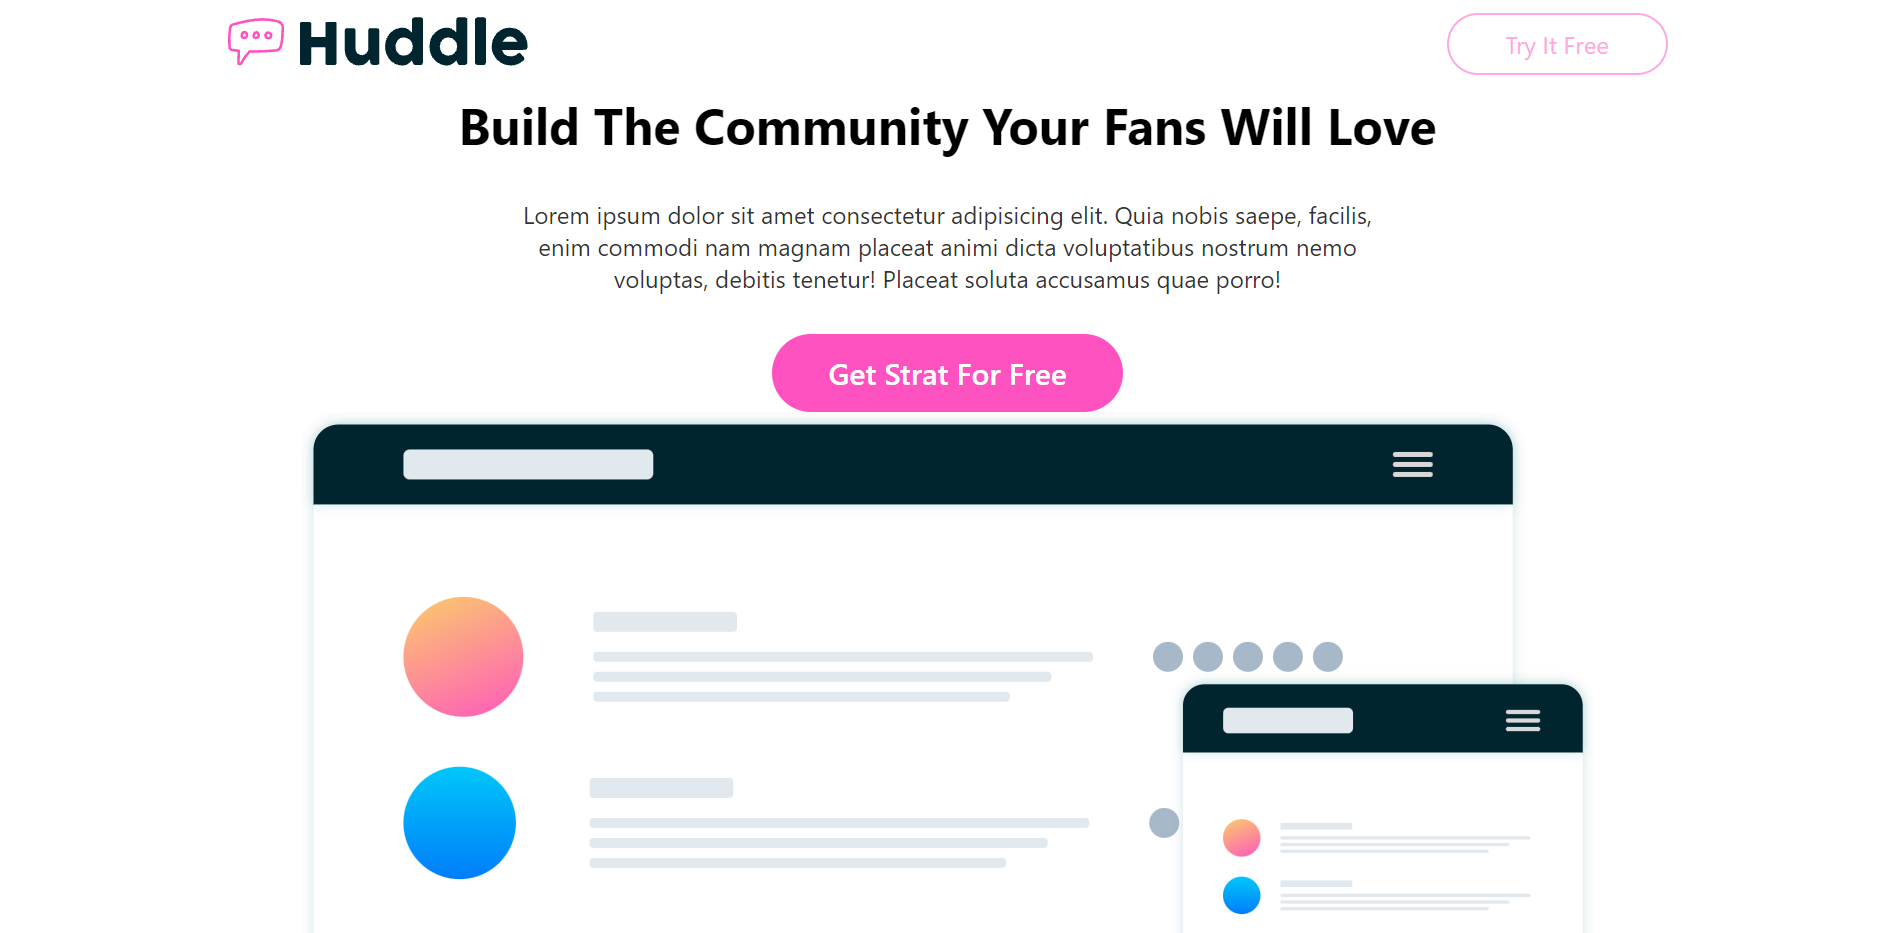 Huddle
Try It Free
Build The Community Your Fans Will Love
Lorem ipsum dolor sit amet consectetur adipisicing elit. Quia nobis saepe, facilis,
enim commodi nam magnam placeat animi dicta voluptatibus nostrum nemo
voluptas, debitis tenetur! Placeat soluta accusamus quae porro!
Get Strat For Free